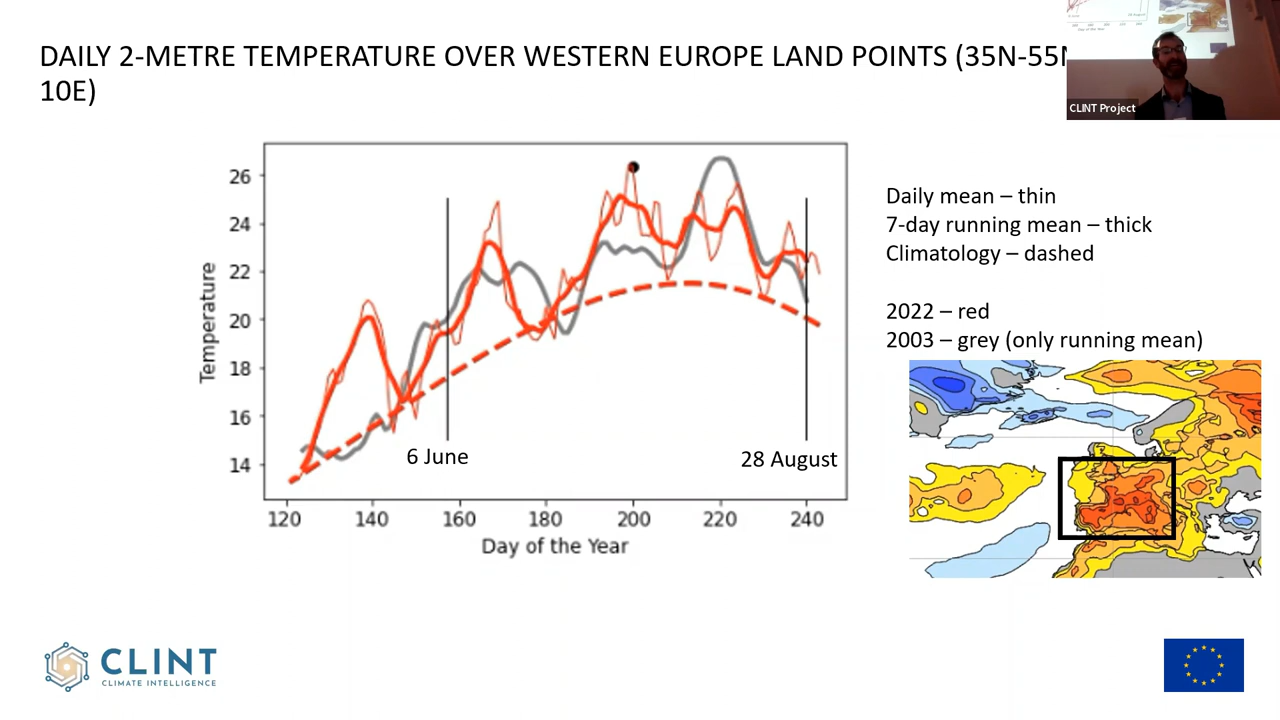 DAILY 2-METRE TEMPERATURE OVER WESTERN EUROPE LAND POINTS (35N-55N
10E)
CLINT Project
26
24
22
20
18
16
14
Temperature
6 June
28 August
120 140 160 180 200 220 240
Day of the Year
Daily mean – thin
7-day running mean – thick
Climatology – dashed
2022 – red
2003 – grey (only running mean)
CLINT
CLIMATE INTELLIGENCE